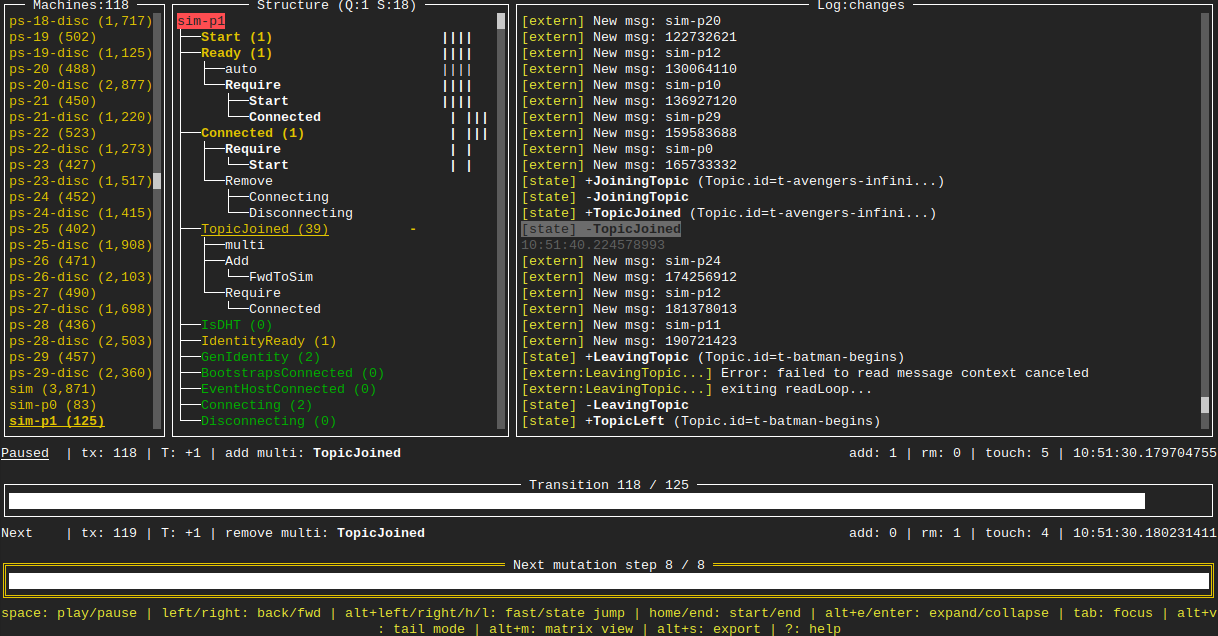 Machines:118
ps-18-disc (1,717)
ps-19 (502)
ps-19-disc (1,125)
ps-20 (488)
ps-20-disc (2,877)
ps-21 (450)
ps-21-disc (1,220)
ps-22 (523)
ps-22-disc (1,273)
ps-23 (427)
ps-23-disc (1,517)
ps-24 (452)
ps-24-disc (1,415)
ps-25 (402)
ps-25-disc (1,908)
ps-26 (471)
ps-26-disc (2,103)
ps-27 (490)
ps-27-disc (1,698)
ps-28 (436)
ps-28-disc (2,503)
ps-29 (457)
ps-29-disc (2,360)
sim (3,871)
sim-p0 (83)
sim-p1 (125)
Structure (Q:1 S:18)
sim-p1
Start (1) ||||
Ready (1) ||||
auto ||||
Require ||||
Start ||||
Connected | |||
Connected (1) | |||
Require | |
Start | |
Remove
Connecting
Disconnecting
TopicJoined (39) -
multi
Add
FwdToSim
Require
Connected
IsDHT (0)
IdentityReady (1)
GenIdentity (2)
BootstrapsConnected (0)
EventHostConnected (0)
Connecting (2)
Disconnecting (0)
Log:changes
[extern] New msg: sim-p20
[extern] New msg: 122732621
[extern] New msg: sim-p12
[extern] New msg: 130064110
[extern] New msg: sim-p10
[extern] New msg: 136927120
[extern] New msg: sim-p29
[extern] New msg: 159583688
[extern] New msg: sim-p0
[extern] New msg: 165733332
[state] +JoiningTopic (Topic.id=t-avengers-infini...)
[state] -JoiningTopic
[state] +TopicJoined (Topic.id=t-avengers-infini...)
[state] -TopicJoined
10:51:40.224578993
[extern] New msg: sim-p24
[extern] New msg: 174256912
[extern] New msg: sim-p12
[extern] New msg: 181378013
[extern] New msg: sim-p11
[extern] New msg: 190721423
[state] +LeavingTopic (Topic.id=t-batman-begins)
[extern:LeavingTopic...] Error: failed to read message context canceled
[extern:LeavingTopic...] exiting readLoop...
[state] -LeavingTopic
[state] +TopicLeft (Topic.id=t-batman-begins)
Paused | tx: 118 | T: +1 | add multi: TopicJoined add: 1 | rm: 0 | touch: 5 | 10:51:30.179704755
Transition 118 / 125
Next | tx: 119 | T: +1 | remove multi: TopicJoined add: 0 | rm: 1 | touch: 4 | 10:51:30.180231411
Next mutation step 8 / 8
space: play/pause | left/right: back/fwd | alt+left/right/h/l: fast/state jump | home/end: start/end | alt+e/enter: expand/collapse | tab: focus | alt+v
: tail mode | alt+m: matrix view | alt+s: export | ?: help